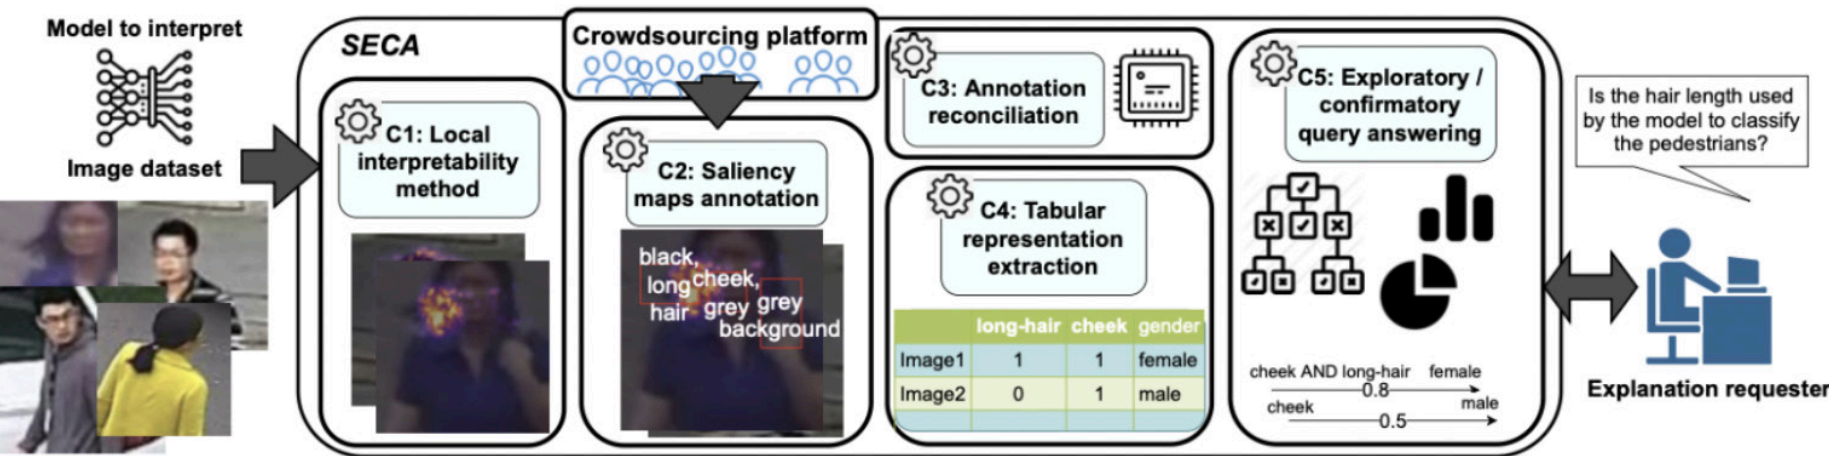 Model to interpret
Image dataset
SECA
C1: Local
interpretability
method
Crowdsourcing platform
C2: Saliency
maps annotation
black,
long
hair
cheek,
grey
grey
background
C3: Annotation
reconciliation
C4: Tabular
representation
extraction
long-hair cheek gender
Image1 1 1 female
Image2 0 1 male
C5: Exploratory /
confirmatory
query answering
cheek AND long-hair female
0.8
cheek male
0.5
Is the hair length used
by the model to classify
the pedestrians?
Explanation requester